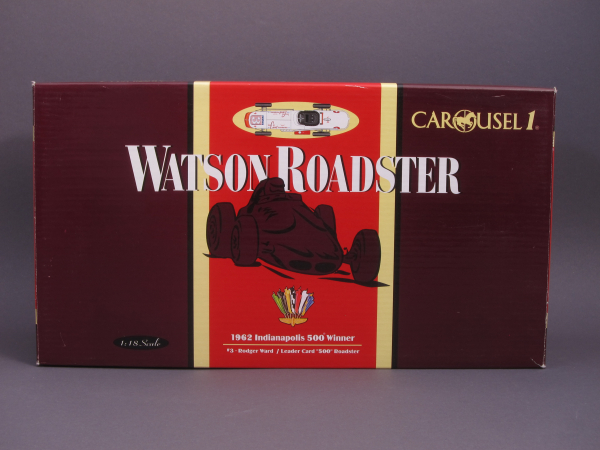 CAROUSEL 1
WATSON ROADSTER
1962 Indianapolis 500 Winner
#3 - Rodger Ward / Leader Card "500" Roadster
1:18 Scale